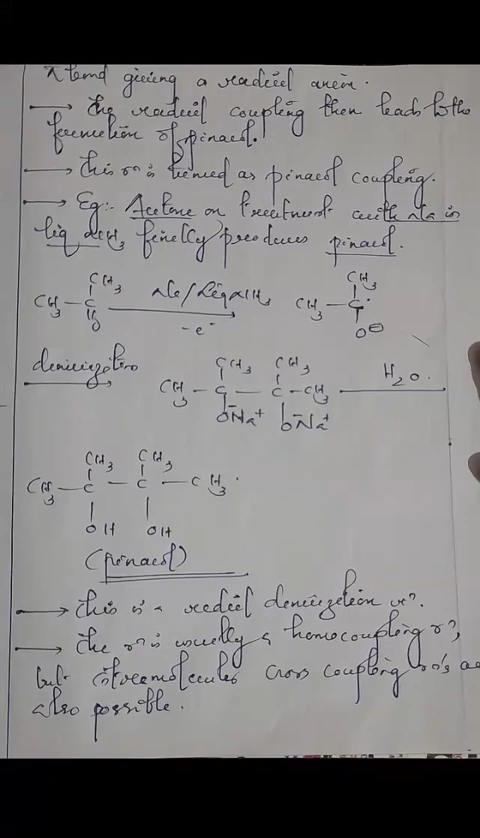 π bond giving a radical anion.
→ The radical coupling then leads to the
formation of pinacol.
→ This rxn is termed as pinacol coupling.
→ Eg:- Acetone on treatment with Na in
liq NH3 finally produces pinacol.
CH3 CH3
CH3 - C Na/Liq NH3 CH3 - C·
O - e⁻ O⊖
dimerization CH3 CH3
CH3 - C - C - CH3 H2O.
O⁻Na⁺ O⁻Na⁺
CH3 CH3
CH3 - C - C - CH3.
OH OH
(pinacol)
→ This is a radical dimerization rxn.
→ The rxn is usually a homocoupling rxn,
but intramolecular cross coupling rxn's are
also possible.